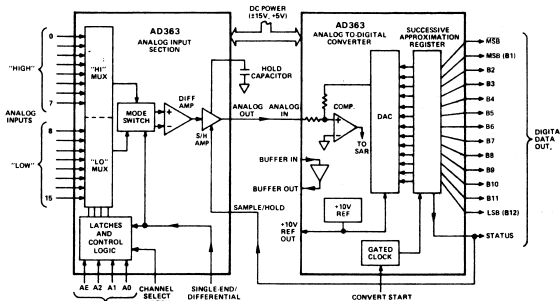 AD363
ANALOG INPUT
SECTION
DC POWER
(±15V, +5V)
AD363
ANALOG TO-DIGITAL
CONVERTER
SUCCESSIVE
APPROXIMATION
REGISTER
0
"HIGH"
7
ANALOG
INPUTS
8
"LOW"
15
"HI"
MUX
"LO"
MUX
MODE
SWITCH
DIFF
AMP
+
−
S/H
AMP
HOLD
CAPACITOR
ANALOG
OUT
ANALOG
IN
COMP.
+
−
TO
SAR
DAC
BUFFER IN
BUFFER OUT
SAMPLE/HOLD
+10V
REF
OUT
+10V
REF
GATED
CLOCK
MSB
MSB (B1)
B2
B3
B4
B5
B6
B7
B8
B9
B10
B11
LSB (B12)
STATUS
DIGITA
DATA
OUT,
LATCHES
AND
CONTROL
LOGIC
AE A2 A1 A0
CHANNEL
SELECT
SINGLE-END/
DIFFERENTIAL
CONVERT START